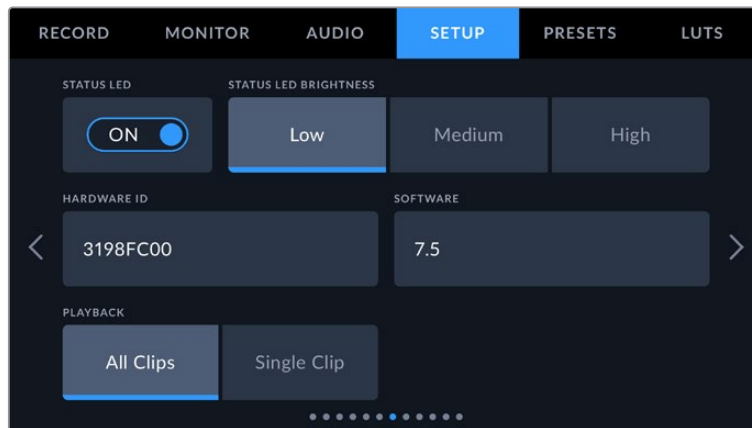 RECORD MONITOR AUDIO SETUP PRESETS LUTS
STATUS LED STATUS LED BRIGHTNESS
ON Low Medium High
HARDWARE ID SOFTWARE
3198FC00 7.5
PLAYBACK
All Clips Single Clip